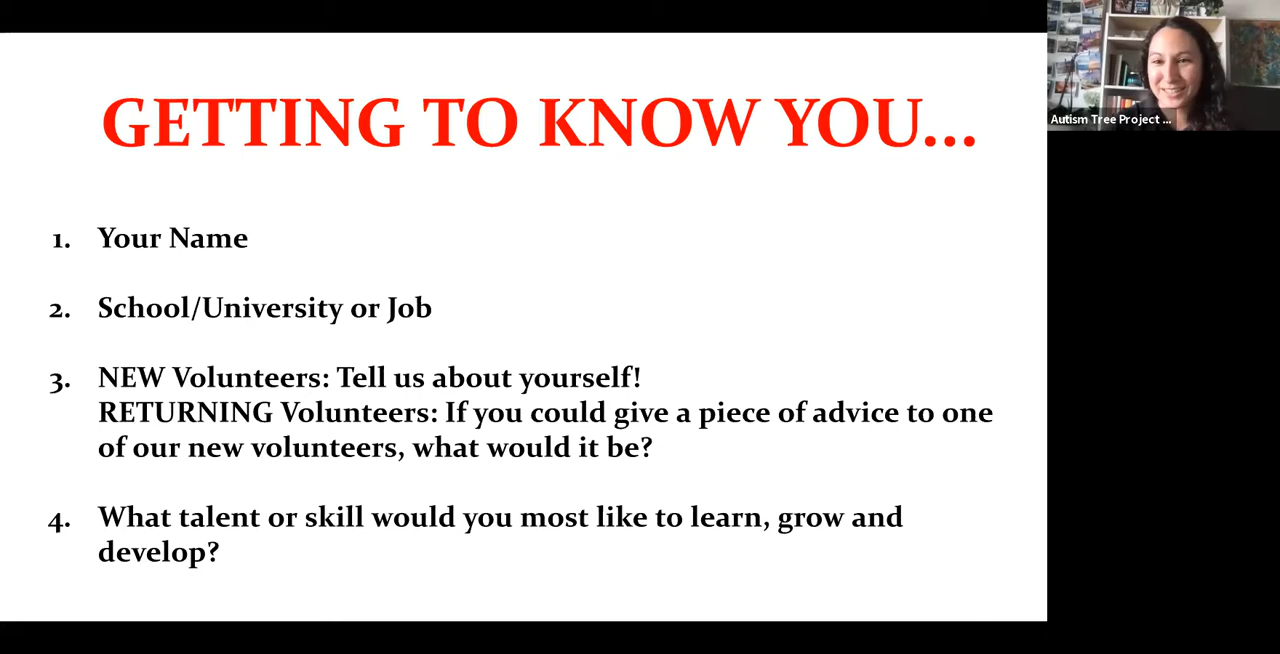 GETTING TO KNOW YOU...
1. Your Name
2. School/University or Job
3. NEW Volunteers: Tell us about yourself!
RETURNING Volunteers: If you could give a piece of advice to one
of our new volunteers, what would it be?
4. What talent or skill would you most like to learn, grow and
develop?
Autism Tree Project ...